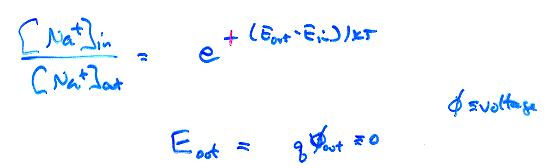 [Na⁺]in / [Na⁺]out = e^{+(Eout - Ein)/kT}
ϕ ≡ voltage
Eout = qϕout ≡ 0